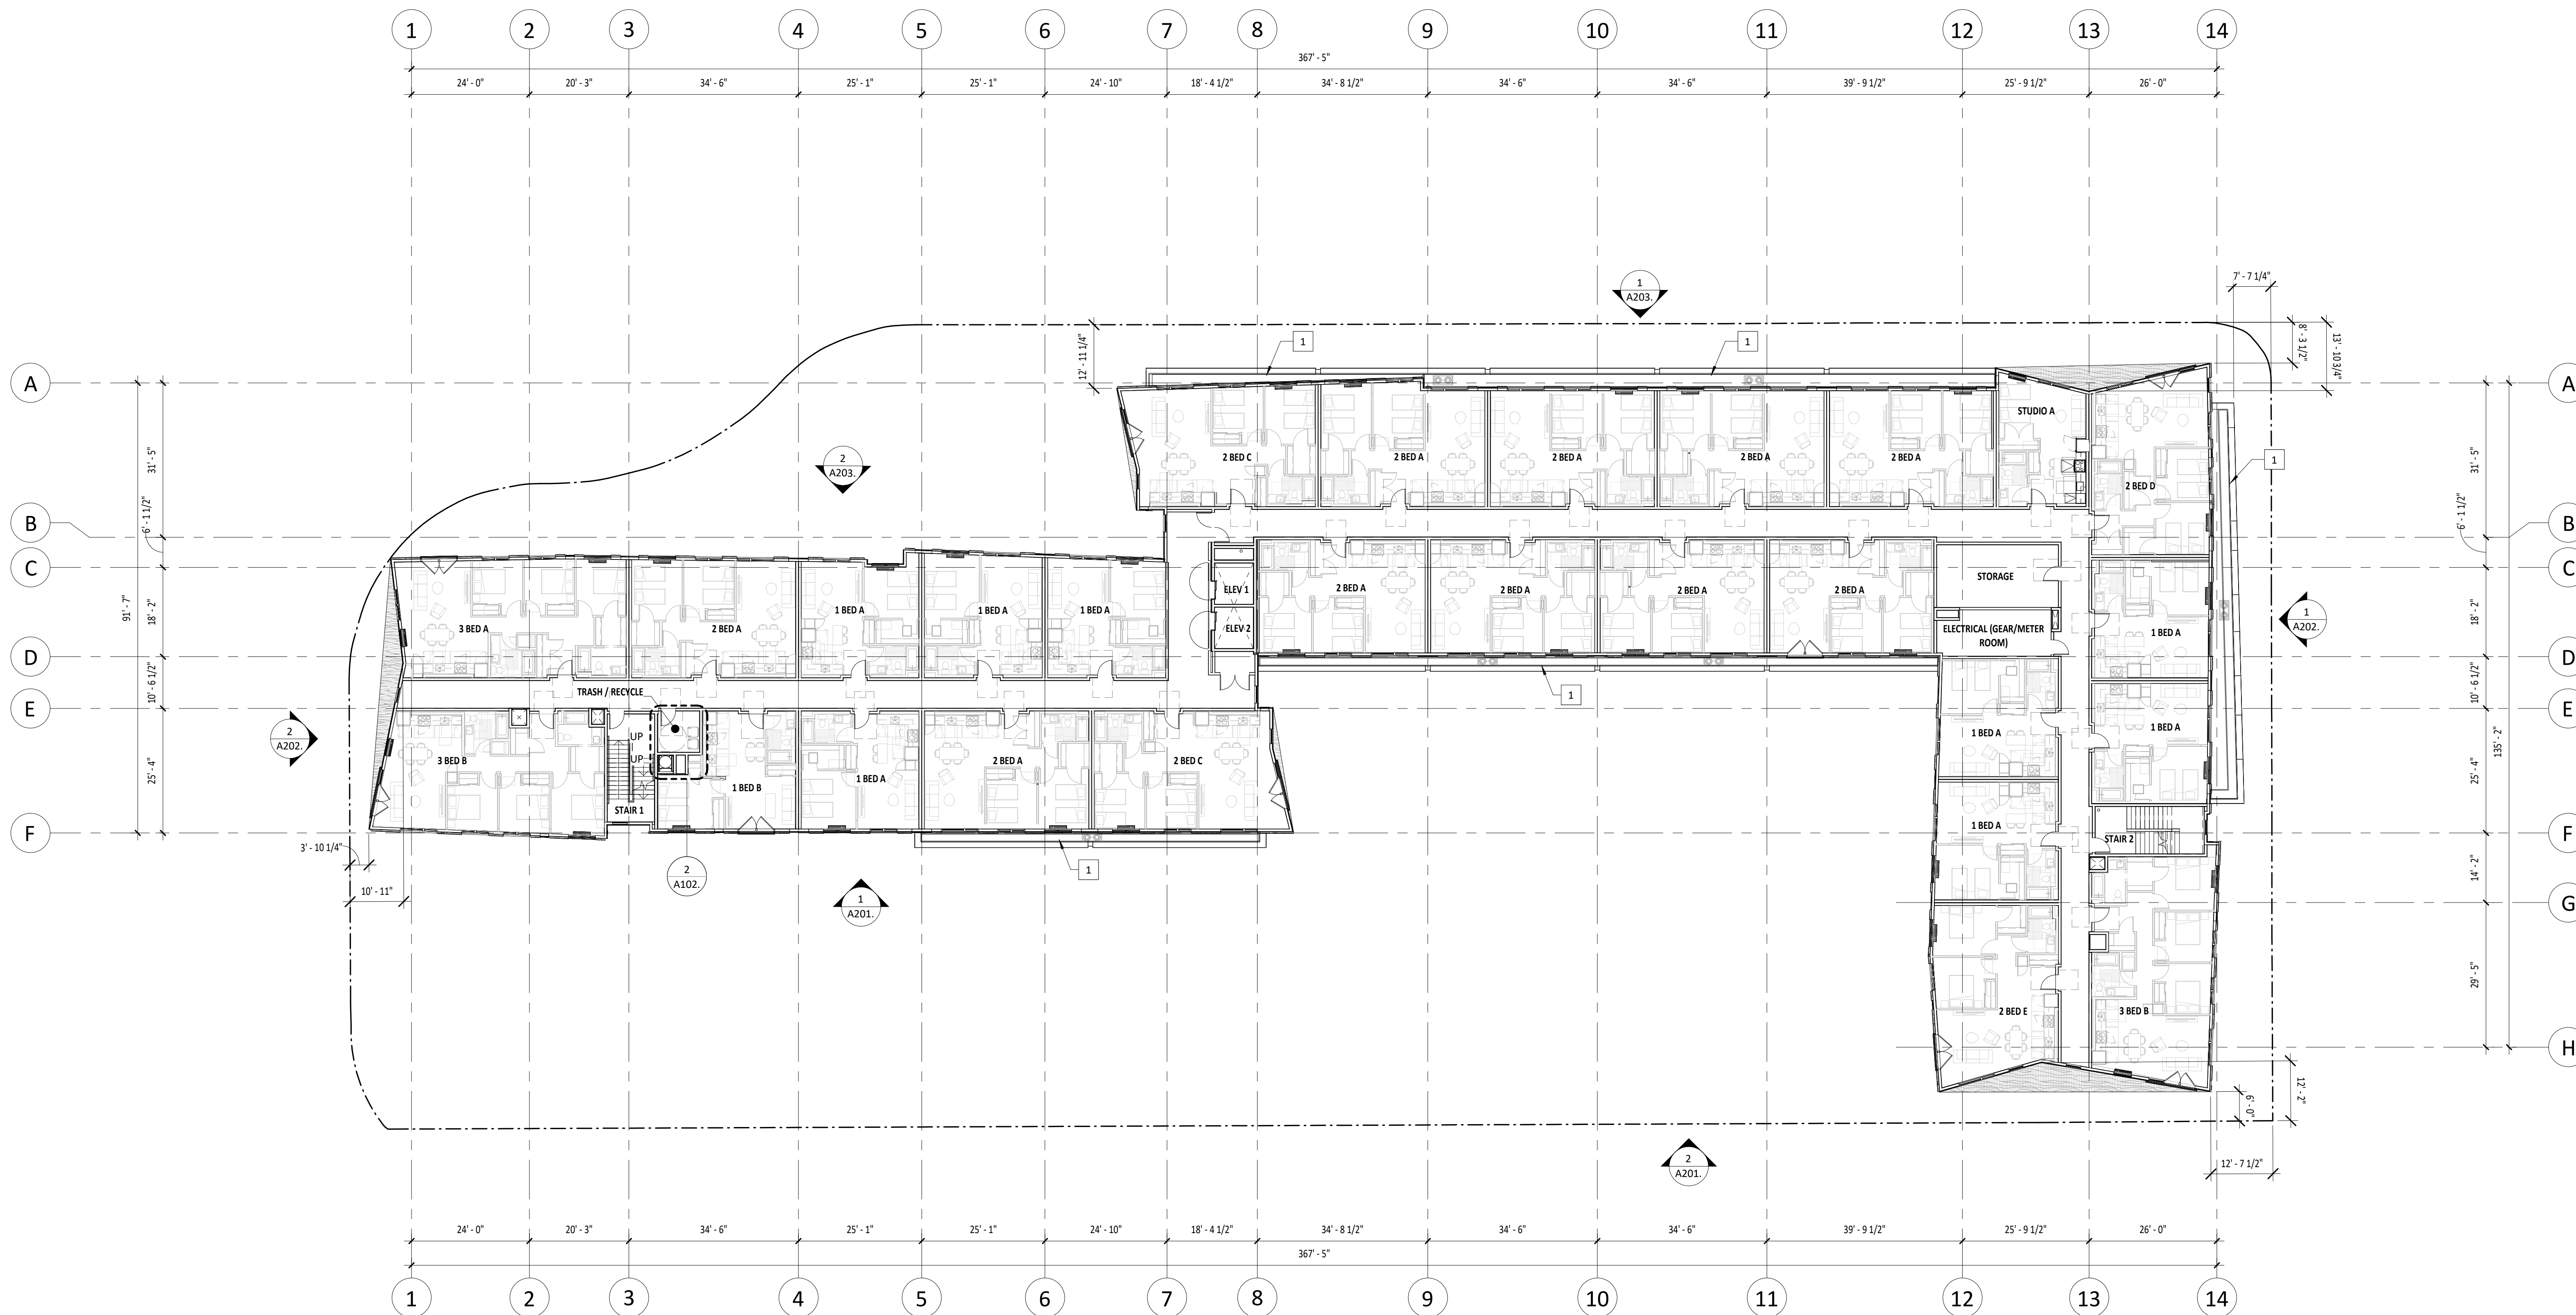 1 2 3 4 5 6 7 8 9 10 11 12 13 14
367' - 5"
24' - 0" 20' - 3" 34' - 6" 25' - 1" 25' - 1" 24' - 10" 18' - 4 1/2" 34' - 8 1/2" 34' - 6" 34' - 6" 39' - 9 1/2" 25' - 9 1/2" 26' - 0"
7' - 7 1/4"
1
A203.
12' - 11 1/4"
8' - 3 1/2"
13' - 10 3/4"
1
1
A
A
31' - 5"
31' - 5"
STUDIO A
2
A203.
2 BED C
2 BED A
2 BED A
2 BED A
2 BED A
1
2 BED D
B
B
6' - 1 1/2"
6' - 1 1/2"
C
C
91' - 7"
18' - 2"
18' - 2"
3 BED A
2 BED A
1 BED A
1 BED A
1 BED A
ELEV 1
ELEV 2
2 BED A
2 BED A
2 BED A
2 BED A
STORAGE
ELECTRICAL (GEAR/METER
ROOM)
1 BED A
1
A202.
D
D
10' - 6 1/2"
10' - 6 1/2"
TRASH / RECYCLE
1
E
E
2
A202.
UP
UP
1 BED A
1 BED A
3 BED B
STAIR 1
1 BED B
1 BED A
2 BED A
2 BED C
25' - 4"
25' - 4"
135' - 2"
1 BED A
STAIR 2
F
F
3' - 10 1/4"
10' - 11"
2
A102.
1
A201.
1
14' - 2"
G
29' - 5"
2 BED E
3 BED B
H
12' - 2"
6' - 0"
2
A201.
12' - 7 1/2"
24' - 0" 20' - 3" 34' - 6" 25' - 1" 25' - 1" 24' - 10" 18' - 4 1/2" 34' - 8 1/2" 34' - 6" 34' - 6" 39' - 9 1/2" 25' - 9 1/2" 26' - 0"
367' - 5"
1 2 3 4 5 6 7 8 9 10 11 12 13 14